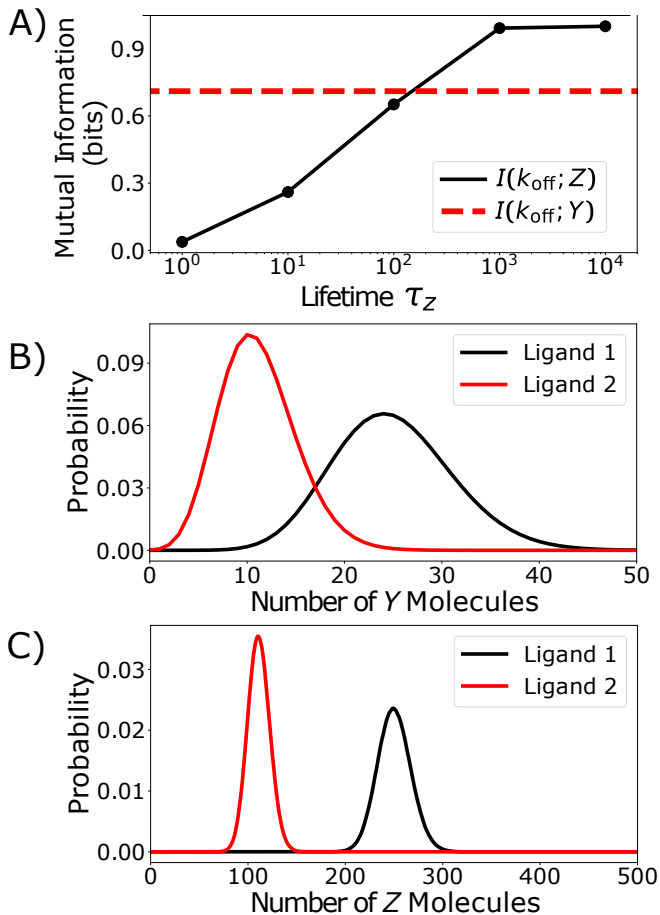 A)
Mutual Information
(bits)
0.9
0.6
0.3
0.0
I(k_off; Z)
I(k_off; Y)
10^0 10^1 10^2 10^3 10^4
Lifetime τ_Z
B)
Probability
0.09
0.06
0.03
0.00
Ligand 1
Ligand 2
0 10 20 30 40 50
Number of Y Molecules
C)
Probability
0.03
0.02
0.01
0.00
Ligand 1
Ligand 2
0 100 200 300 400 500
Number of Z Molecules